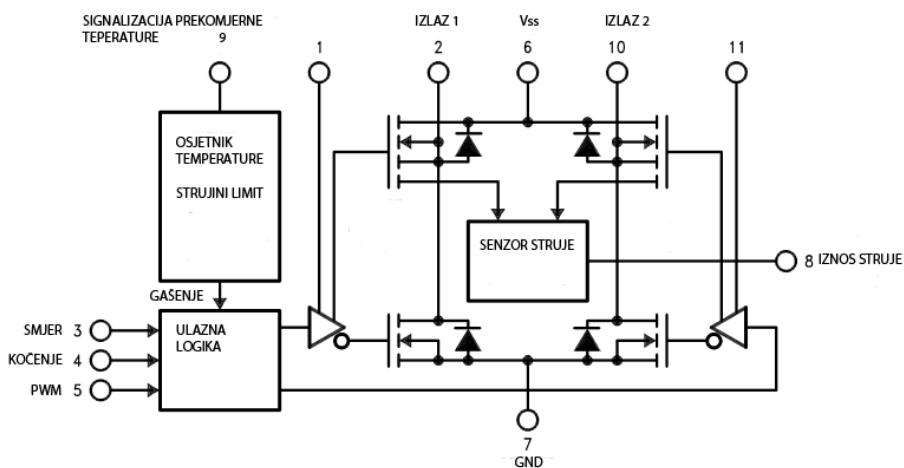 SIGNALIZACIJA PREKOMJERNE
TEPERATURE 9
1
IZLAZ 1
2
Vss
6
IZLAZ 2
10
11
OSJETNIK
TEMPERATURE
STRUJINI LIMIT
SENZOR STRUJE
8 IZNOS STRUJE
GAŠENJE
SMJER 3
KOČENJE 4
PWM 5
ULAZNA
LOGIKA
7
GND